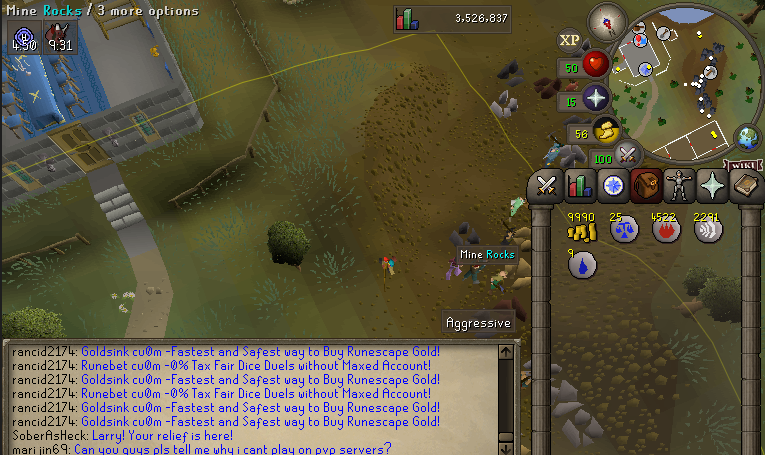 Mine Rocks / 3 more options
3,526,837
4:50 9:31
XP
50
15
56
100
WIKI
9990 25 4522 2291
9
Mine Rocks
Aggressive
rancid2174: Goldsink cu0m -Fastest and Safest way to Buy Runescape Gold!
rancid2174: Runebet cu0m -0% Tax Fair Dice Duels without Maxed Account!
rancid2174: Goldsink cu0m -Fastest and Safest way to Buy Runescape Gold!
rancid2174: Runebet cu0m -0% Tax Fair Dice Duels without Maxed Account!
rancid2174: Goldsink cu0m -Fastest and Safest way to Buy Runescape Gold!
rancid2174: Goldsink cu0m -Fastest and Safest way to Buy Runescape Gold!
SoberAsHeck: Larry! Your relief is here!
marijin69: Can you guys pls tell me why i cant play on pvp servers?